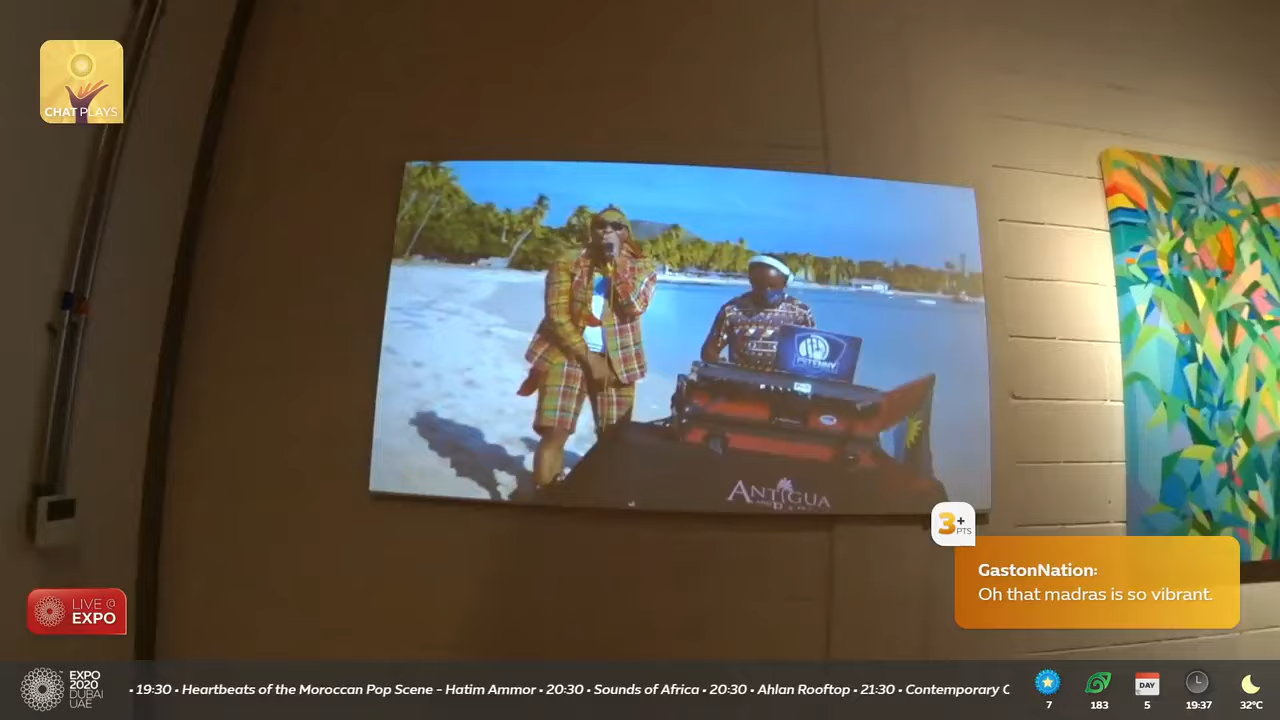 CHAT PLAYS
ANTIGUA
3+
PTS
GastonNation:
Oh that madras is so vibrant.
LIVE @
EXPO
EXPO
2020
DUBAI
UAE
• 19:30 • Heartbeats of the Moroccan Pop Scene - Hatim Ammor • 20:30 • Sounds of Africa • 20:30 • Ahlan Rooftop • 21:30 • Contemporary C
DAY
7
183
5
19:37
32°C